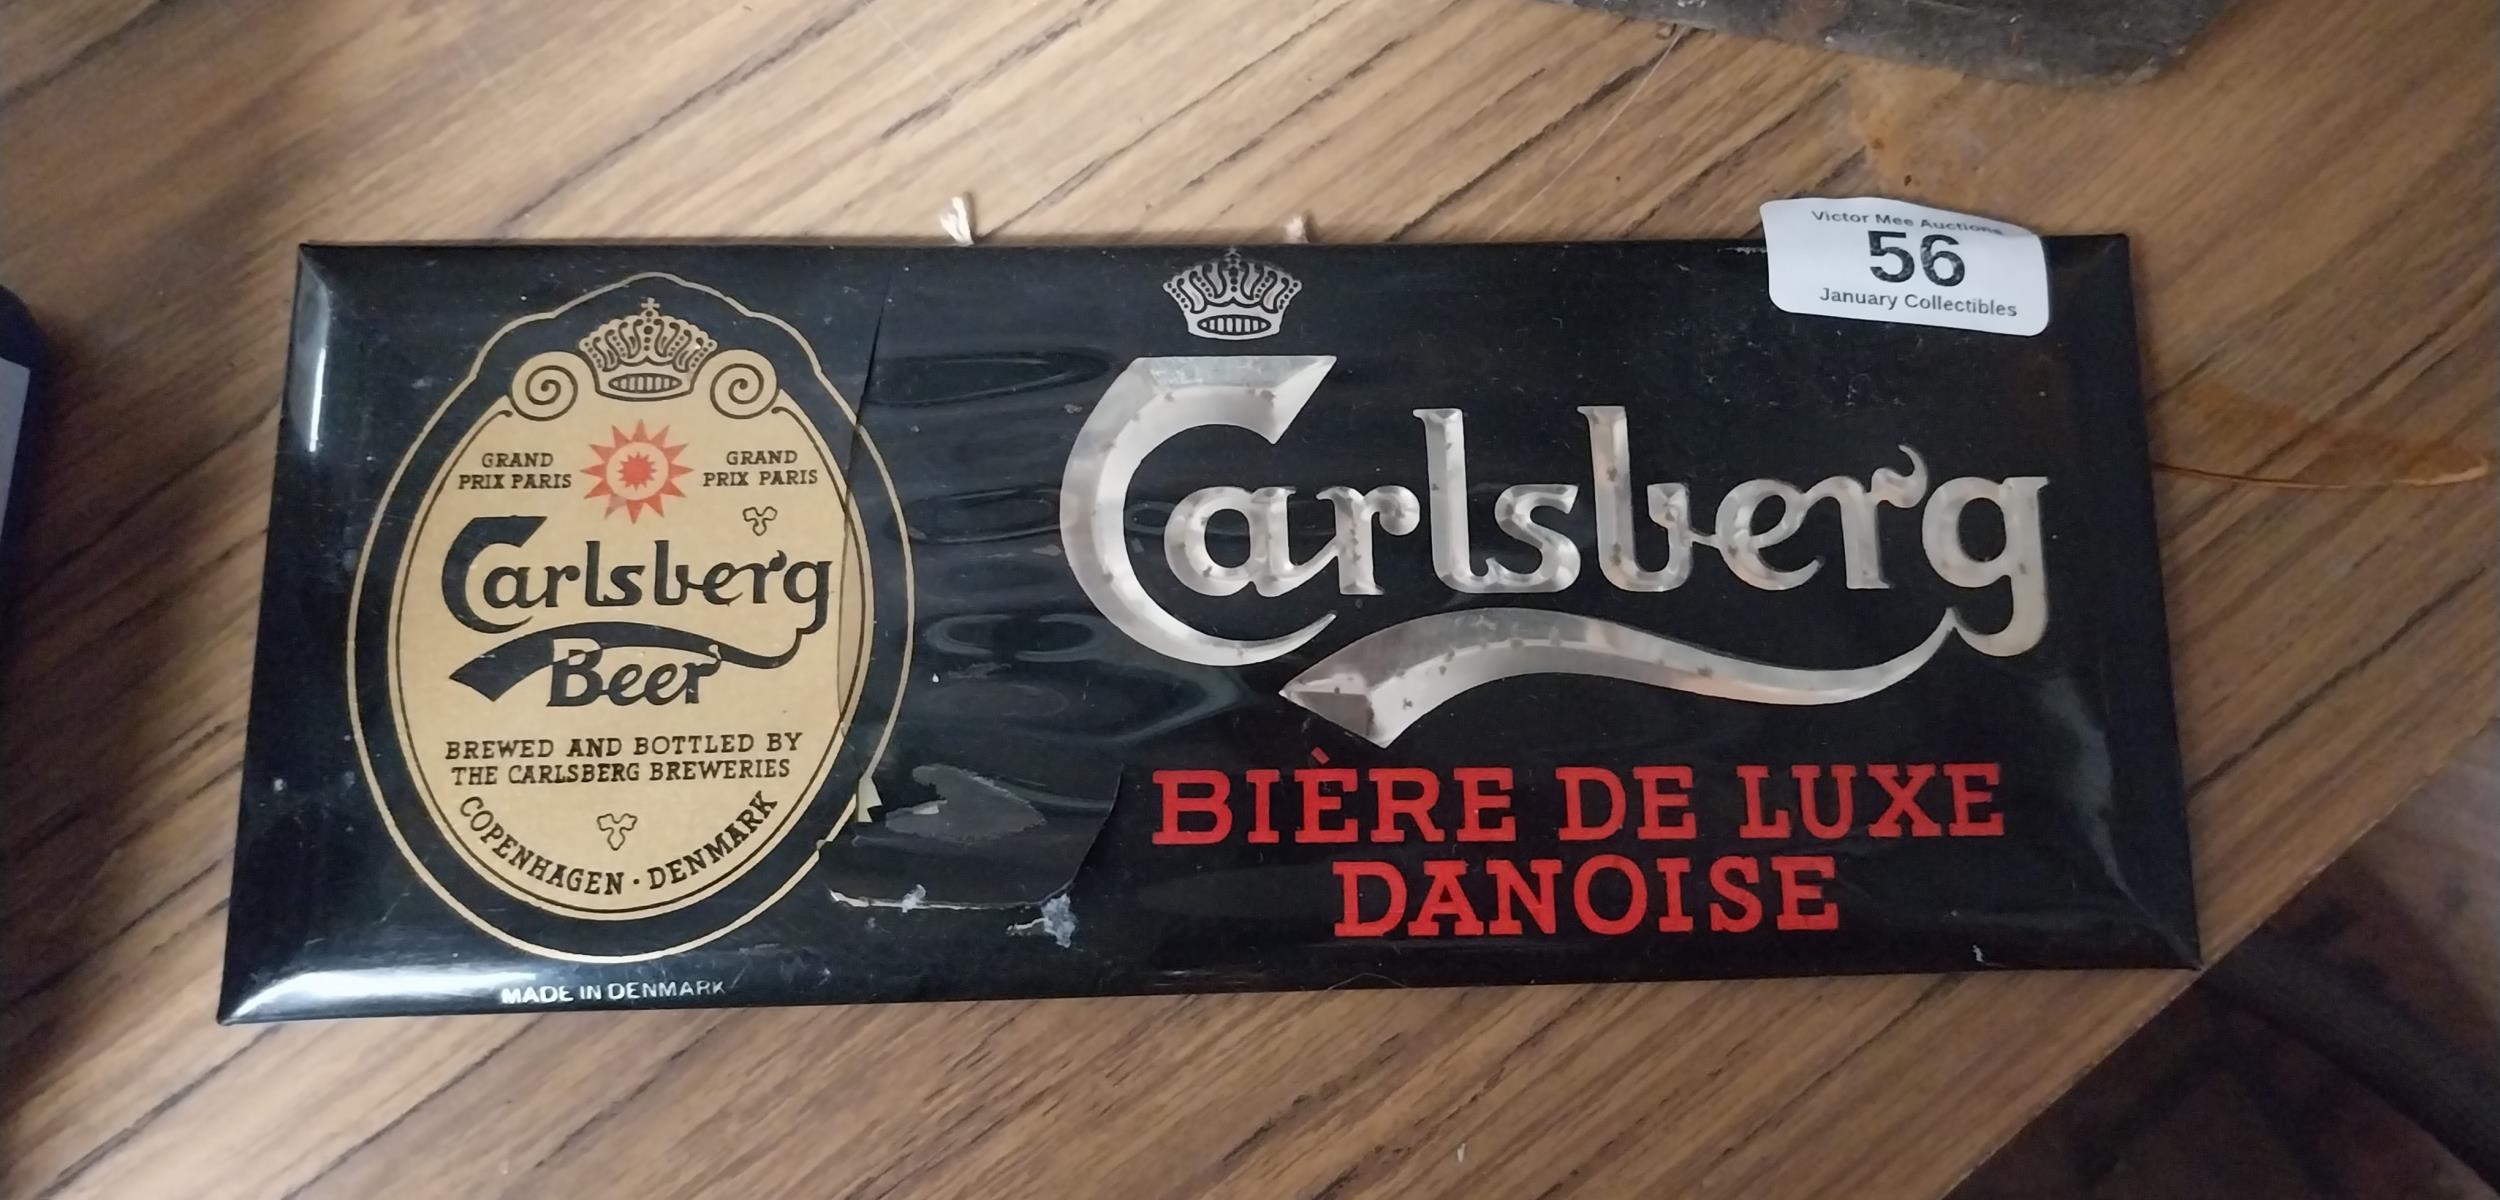 Victor Mee Auctions
56
January Collectibles
GRAND
PRIX PARIS
GRAND
PRIX PARIS
Carlsberg
Beer
BREWED AND BOTTLED BY
THE CARLSBERG BREWERIES
COPENHAGEN · DENMARK
MADE IN DENMARK
Carlsberg
BIÈRE DE LUXE
DANOISE